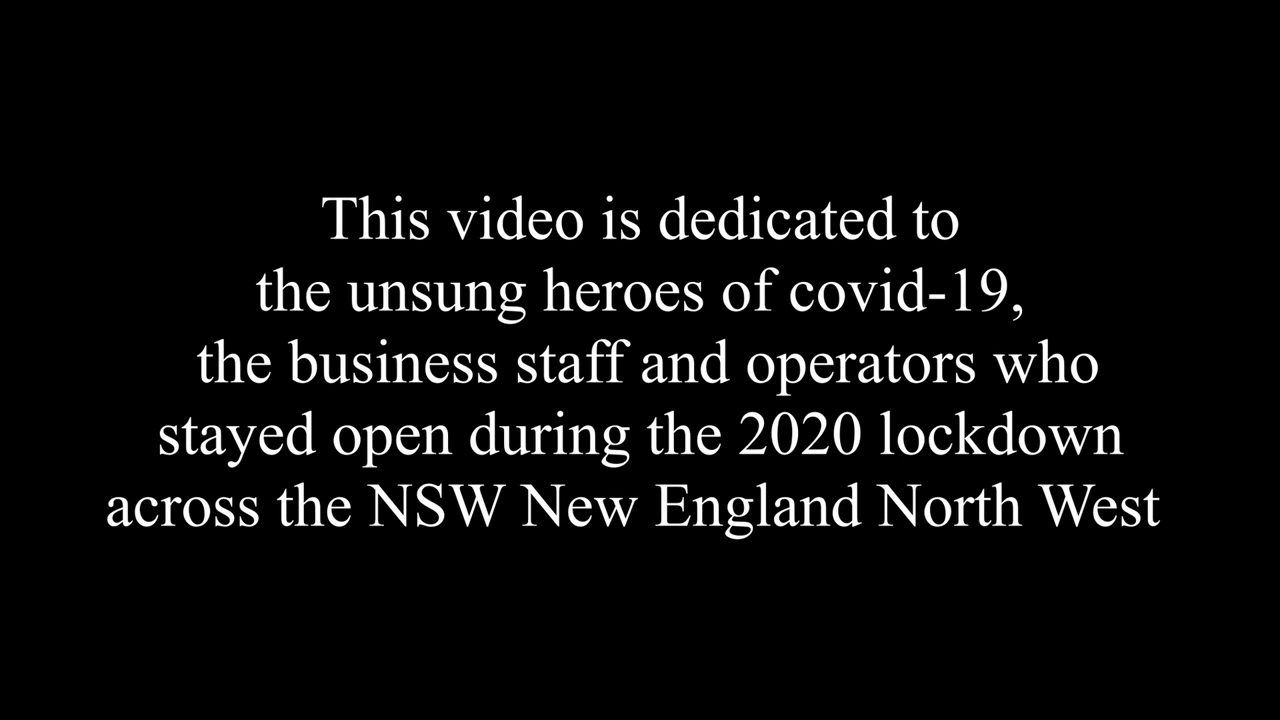 This video is dedicated to
the unsung heroes of covid-19,
the business staff and operators who
stayed open during the 2020 lockdown
across the NSW New England North West